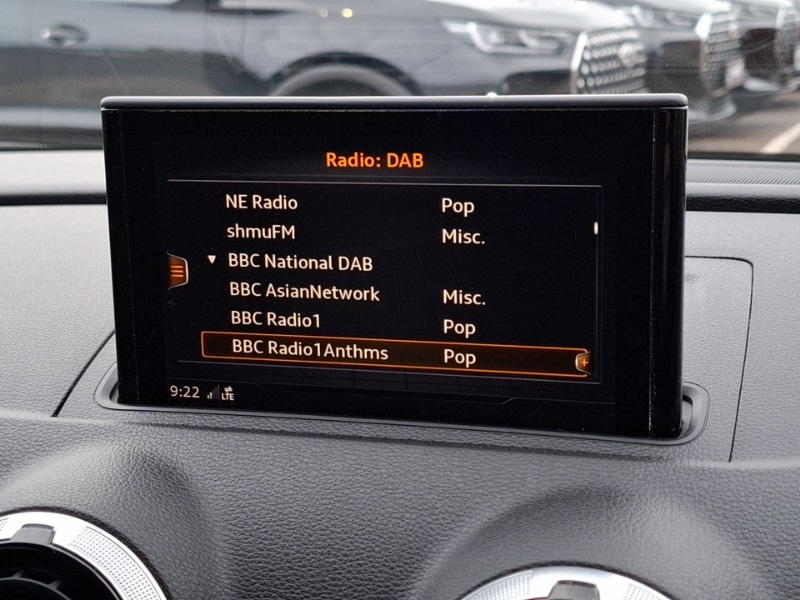 Radio: DAB
NE Radio Pop
shmuFM Misc.
BBC National DAB
BBC AsianNetwork Misc.
BBC Radio1 Pop
BBC Radio1Anthms Pop
9:22 LTE